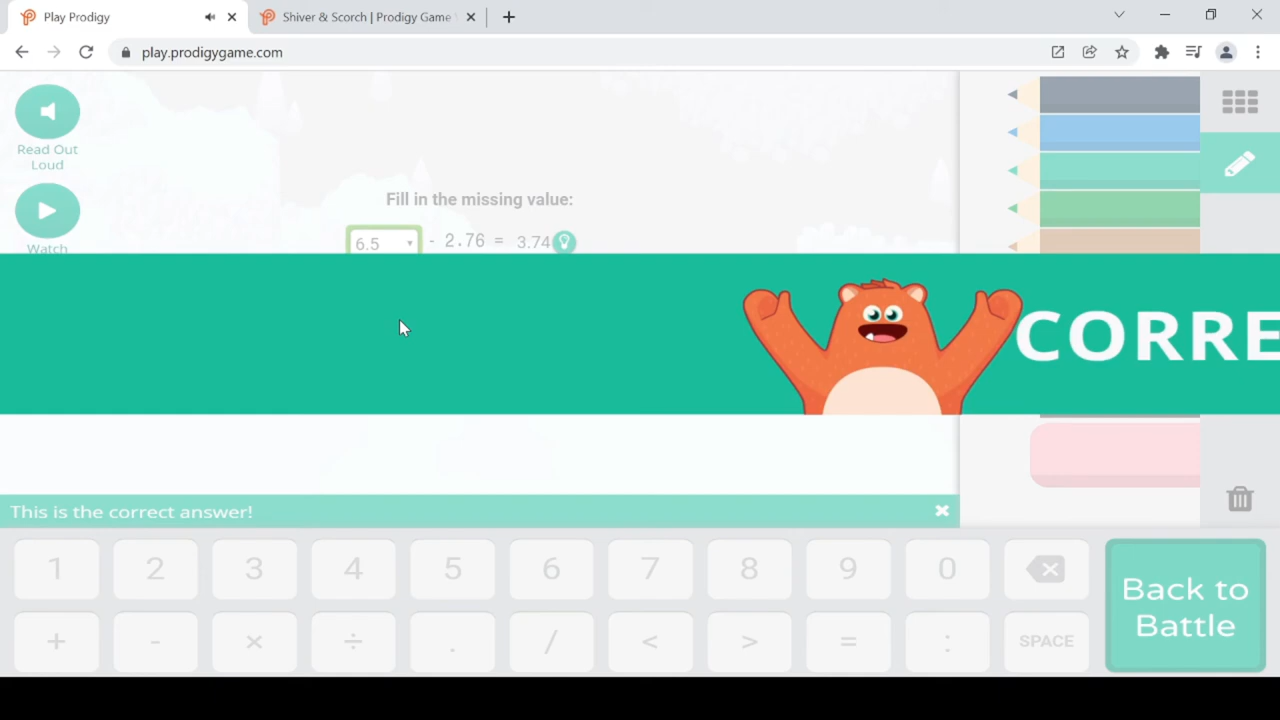 Play Prodigy
Shiver & Scorch | Prodigy Game
play.prodigygame.com
Read Out
Loud
Watch
Fill in the missing value:
6.5 - 2.76 = 3.74
CORRE
This is the correct answer!
1 2 3 4 5 6 7 8 9 0
+ - × ÷ . / < > = : SPACE
Back to
Battle